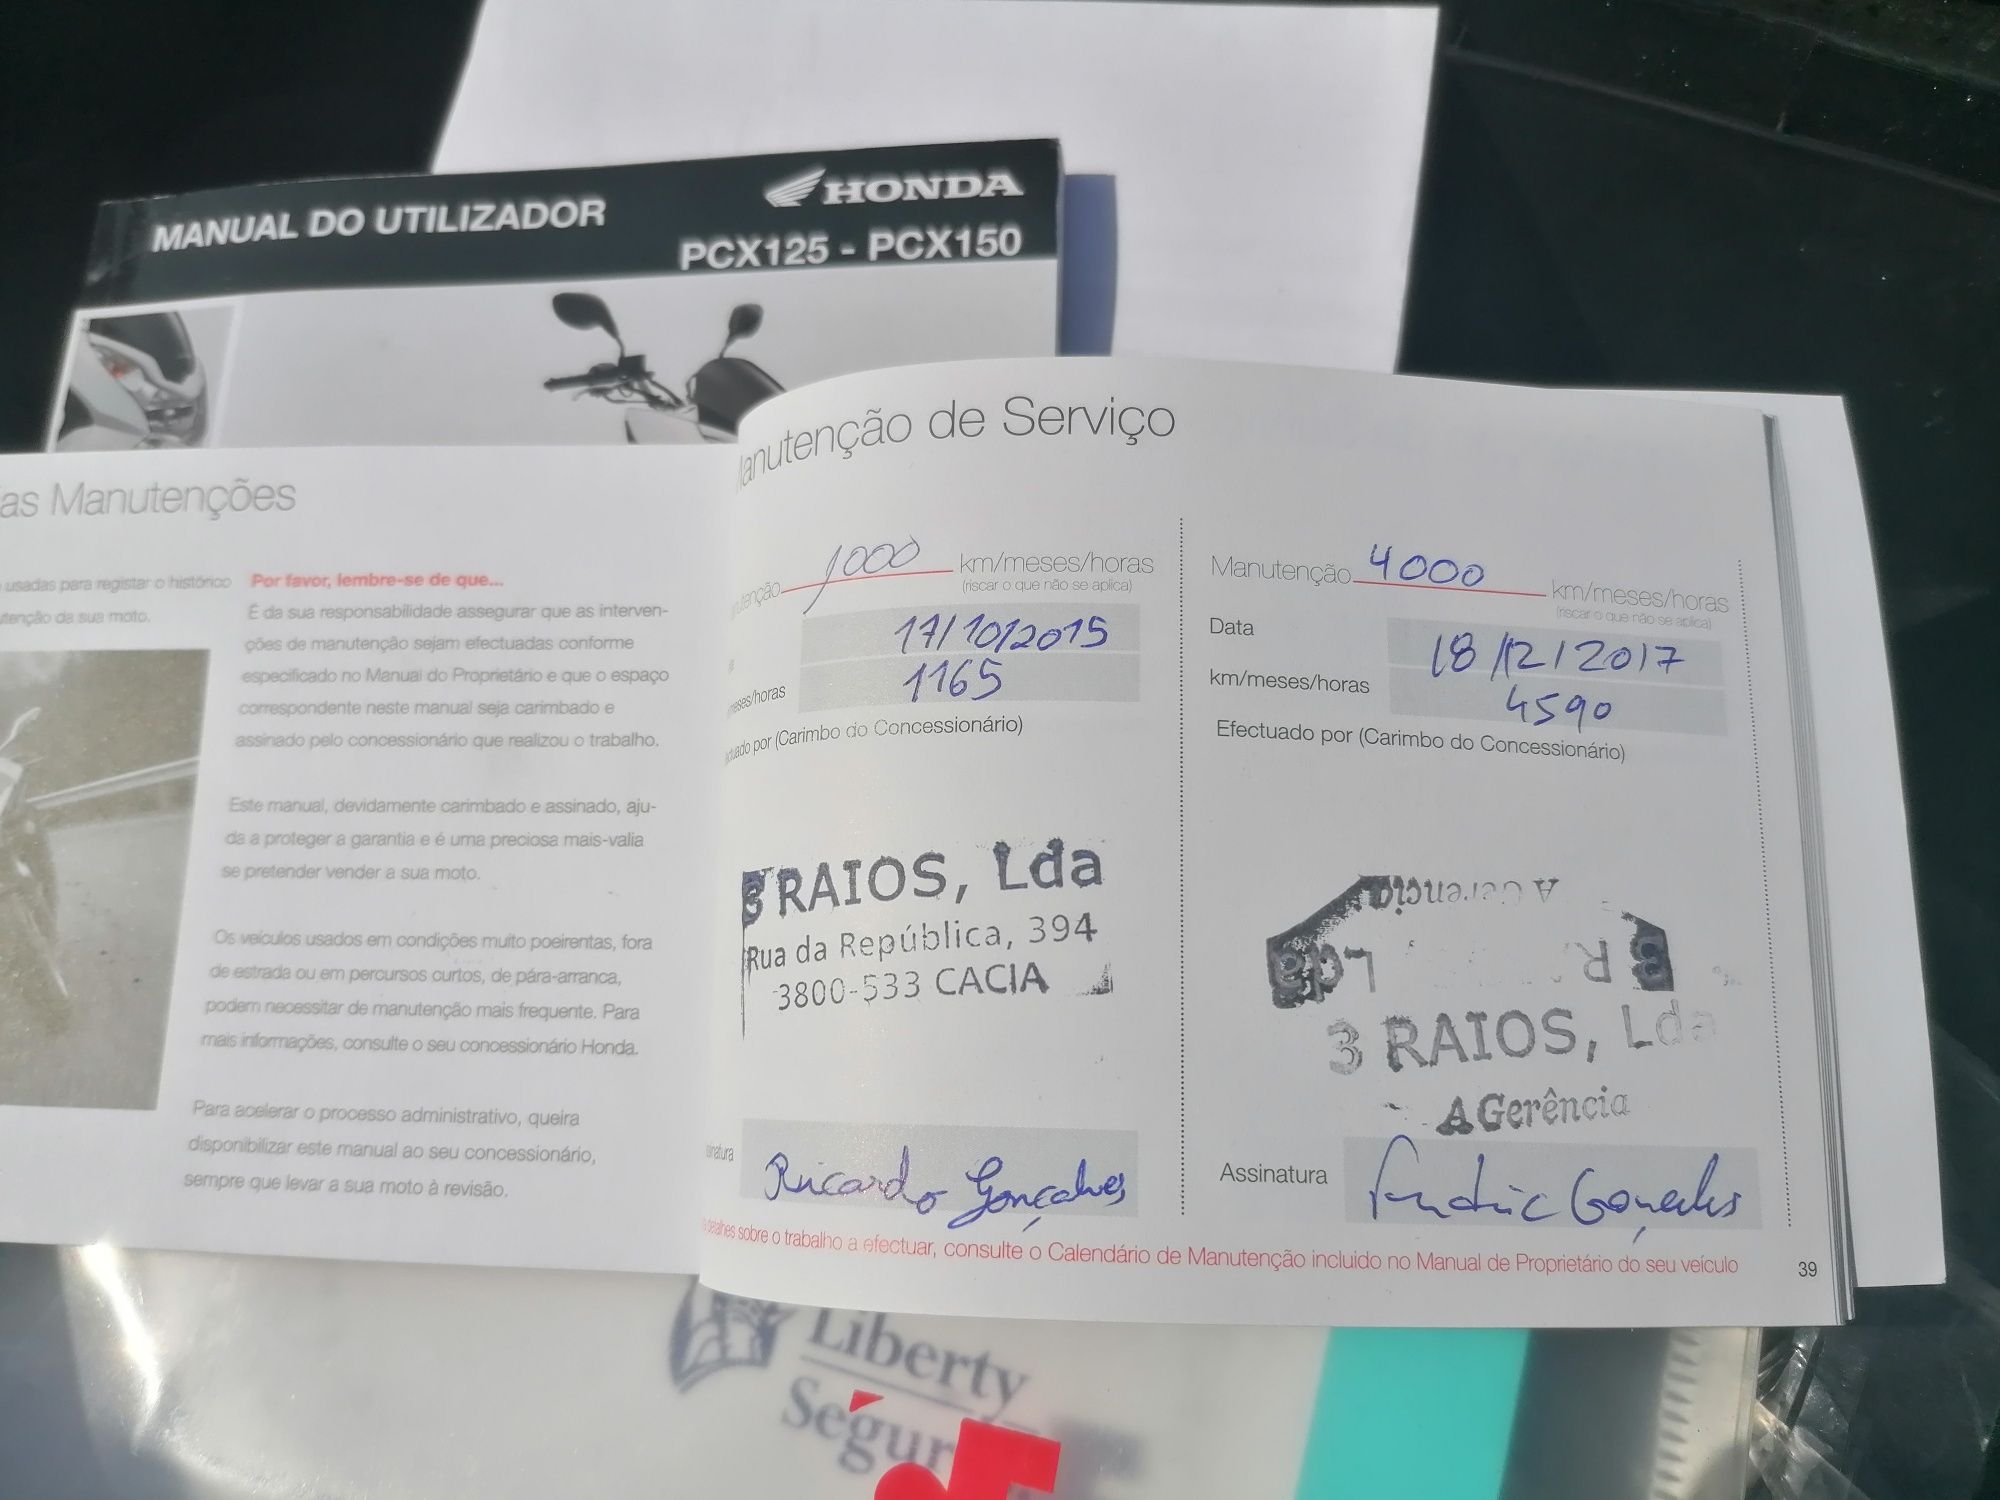 HONDA
MANUAL DO UTILIZADOR
PCX125 - PCX150
as Manutenções
usadas para registar o histórico
da sua moto.
Por favor, lembre-se de que...
É da sua responsabilidade assegurar que as interven-
ções de manutenção sejam efectuadas conforme
especificado no Manual do Proprietário e que o espaço
correspondente neste manual seja carimbado e
assinado pelo concessionário que realizou o trabalho.
Este manual, devidamente carimbado e assinado, aju-
da a proteger a garantia e é uma preciosa mais-valia
se pretender vender a sua moto.
Os veículos usados em condições muito poeirentas, fora
de estrada ou em percursos curtos, de pára-arranca,
podem necessitar de manutenção mais frequente. Para
mais informações, consulte o seu concessionário Honda.
Para acelerar o processo administrativo, queira
disponibilizar este manual ao seu concessionário,
sempre que levar a sua moto à revisão.
anutenção de Serviço
1000 km/meses/horas
(riscar o que não se aplica)
17/10/2015
meses/horas 1165
por (Carimbo do Concessionário)
3 RAIOS, Lda
Rua da República, 394
3800-533 CACIA
Ricardo Gonçalves
Manutenção 4000 km/meses/horas
(riscar o que não se aplica)
Data 18/12/2017
km/meses/horas 4590
Efectuado por (Carimbo do Concessionário)
A Gerência
3 R Lda
3 RAIOS, Lda
A Gerência
Assinatura
detalhes sobre o trabalho a efectuar, consulte o Calendário de Manutenção incluido no Manual de Proprietário do seu veículo
39
Liberty
Segur